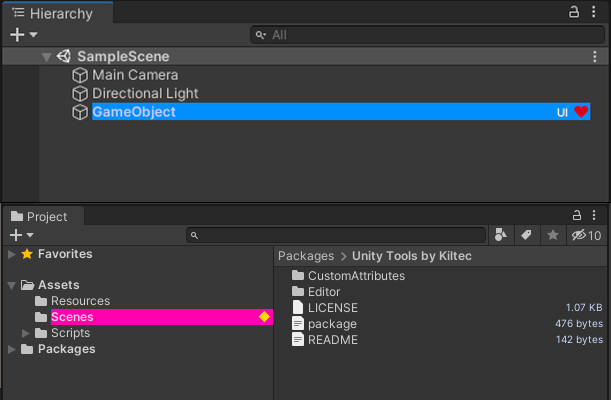 Hierarchy
All
SampleScene
Main Camera
Directional Light
GameObject UI
Project
10
Favorites
Assets
Resources
Scenes
Scripts
Packages
Packages > Unity Tools by Kiltec
CustomAttributes
Editor
LICENSE 1.07 KB
package 476 bytes
README 142 bytes